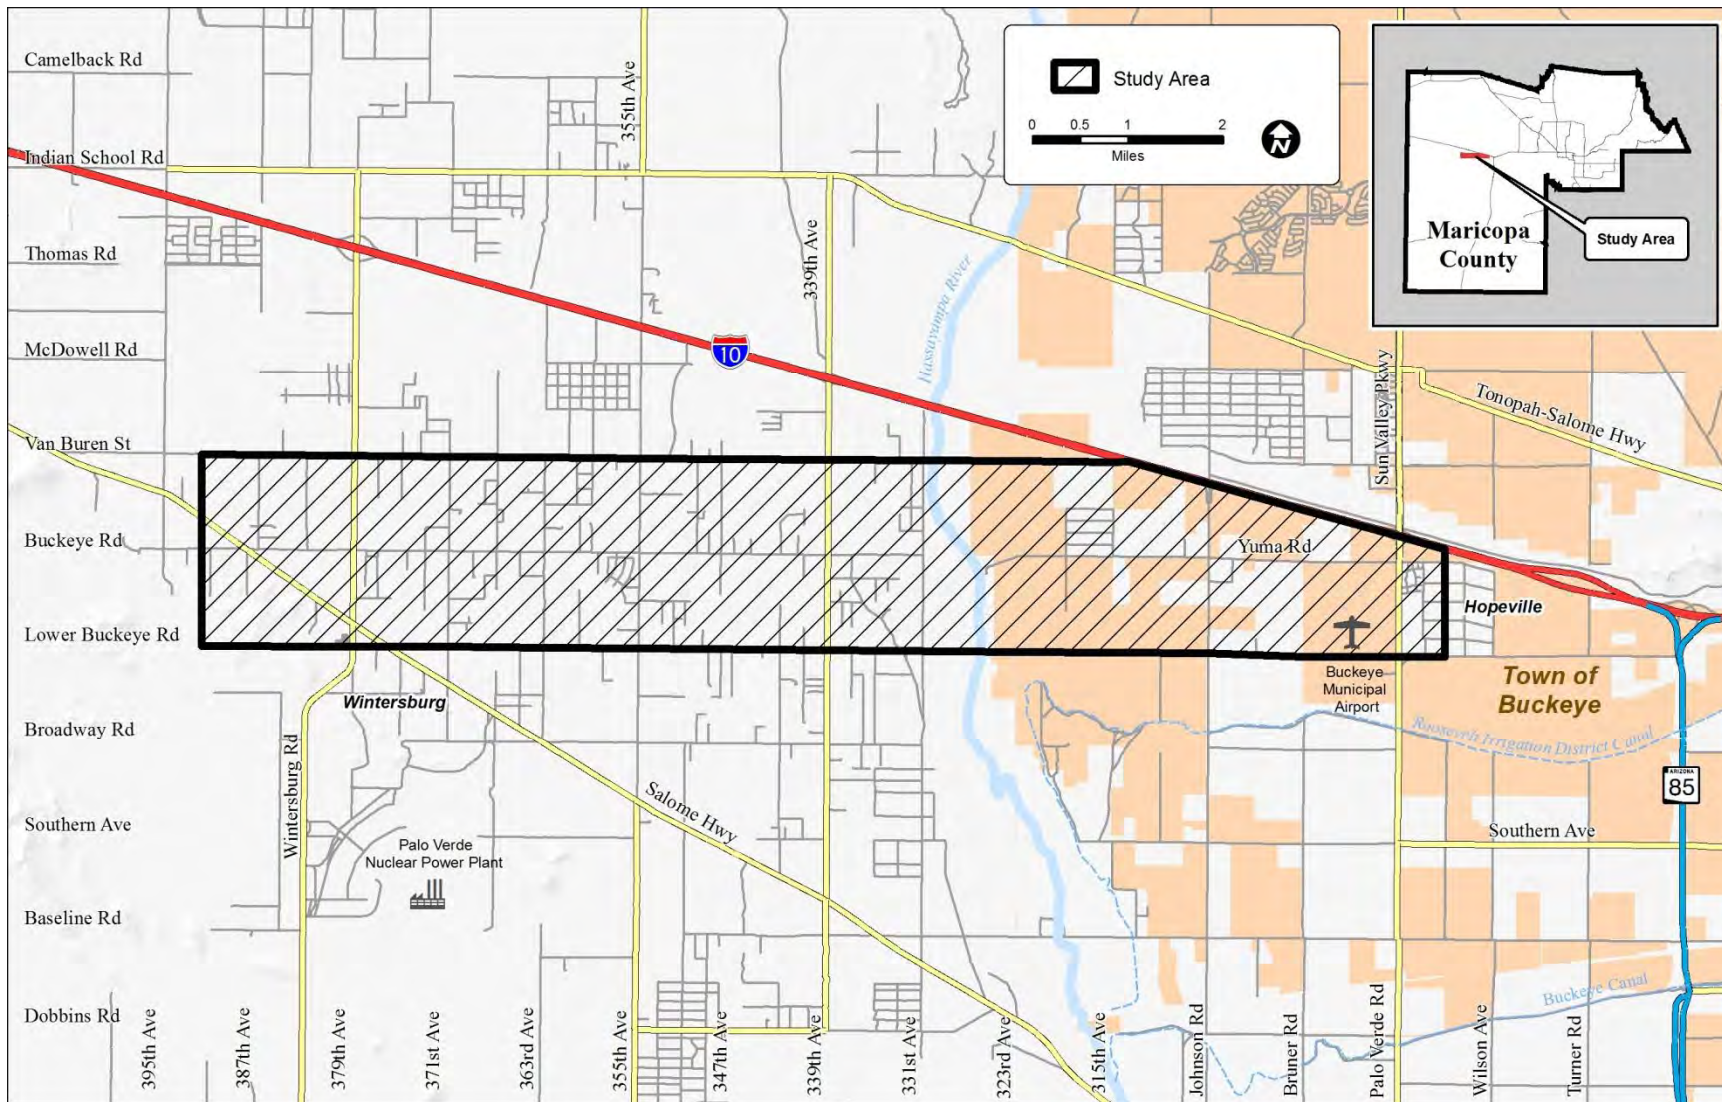 Camelback Rd
Indian School Rd
Thomas Rd
McDowell Rd
Van Buren St
Buckeye Rd
Lower Buckeye Rd
Broadway Rd
Southern Ave
Baseline Rd
Dobbins Rd
355th Ave
339th Ave
Hassayampa River
10
Study Area
0 0.5 1 2
Miles
N
Maricopa
County
Study Area
Sun Valley Pkwy
Tonopah-Salome Hwy
Yuma Rd
Hopeville
Buckeye
Municipal
Airport
Town of
Buckeye
Roosevelt Irrigation District Canal
ARIZONA
85
Southern Ave
Wintersburg
Wintersburg Rd
Salome Hwy
Palo Verde
Nuclear Power Plant
Buckeye Canal
395th Ave
387th Ave
379th Ave
371st Ave
363rd Ave
355th Ave
347th Ave
339th Ave
331st Ave
323rd Ave
315th Ave
Johnson Rd
Bruner Rd
Palo Verde Rd
Wilson Ave
Turner Rd